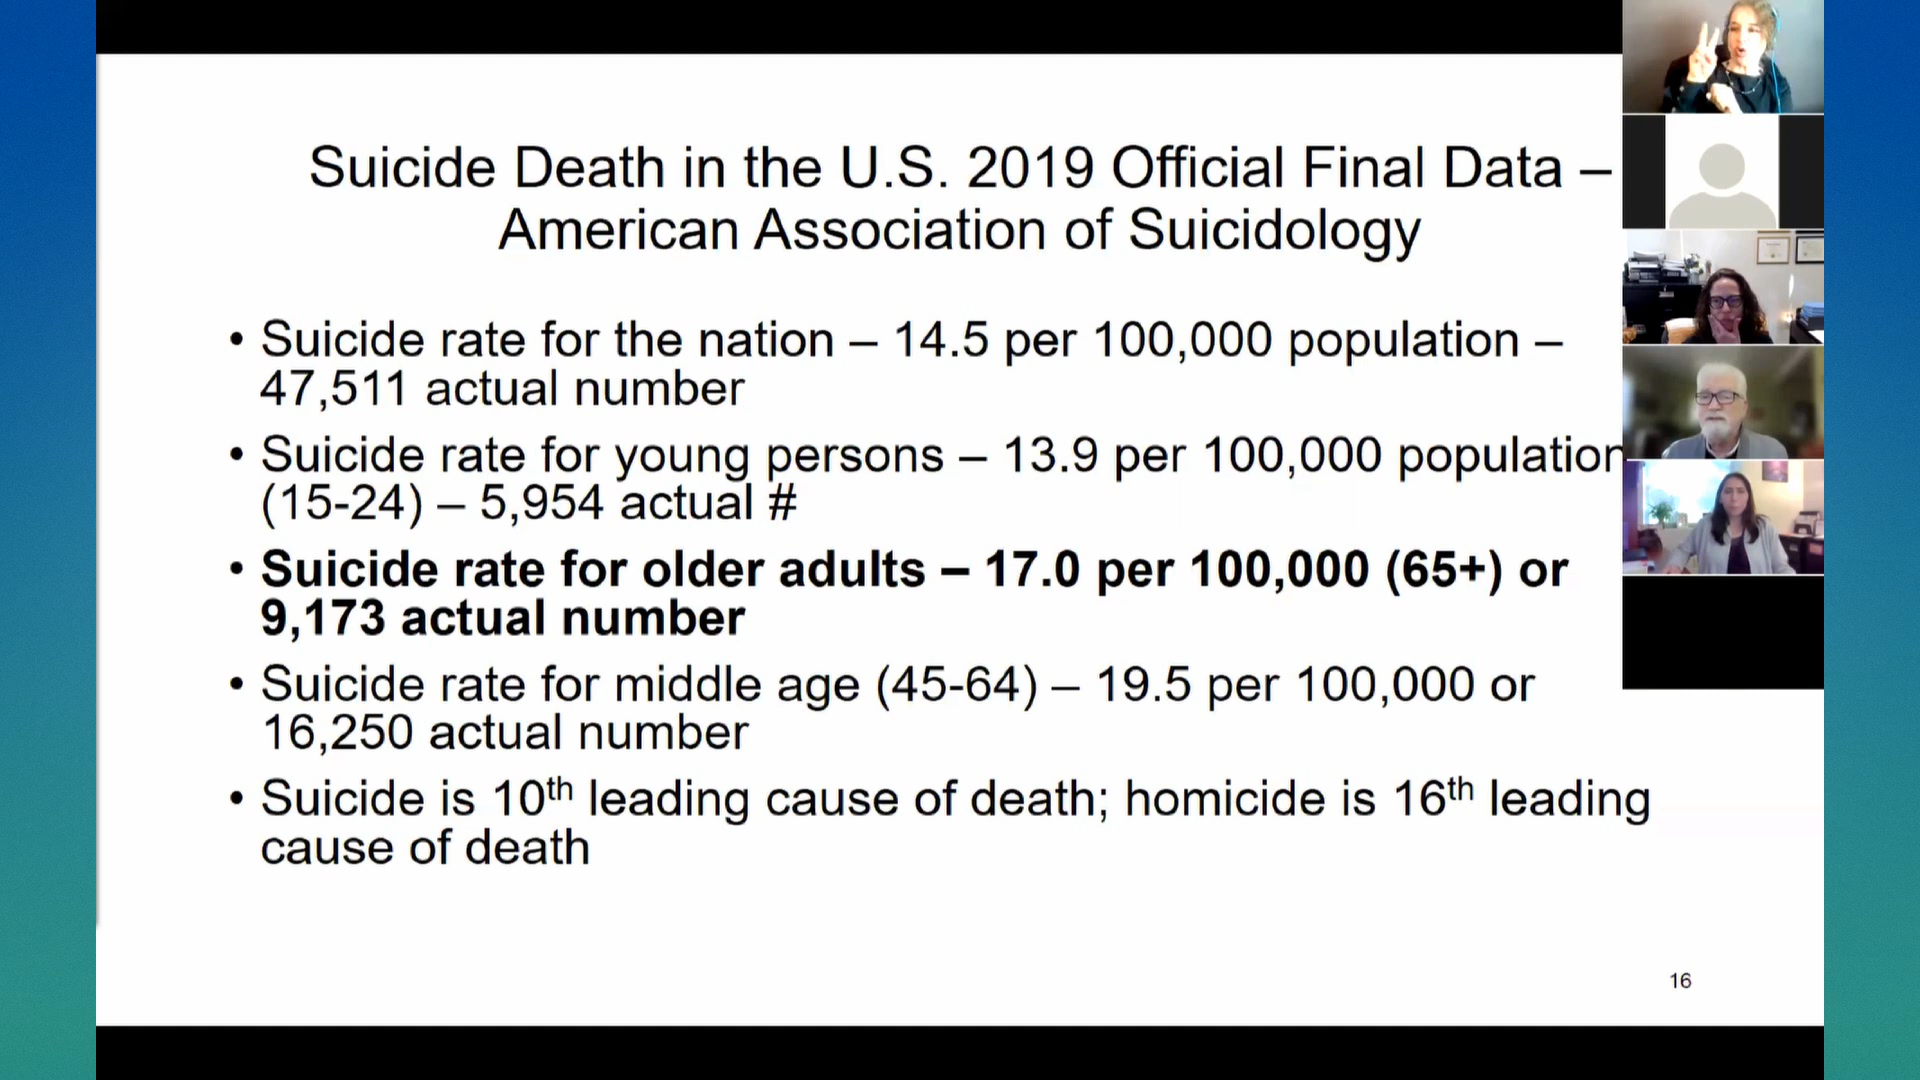 Suicide Death in the U.S. 2019 Official Final Data –
American Association of Suicidology
• Suicide rate for the nation – 14.5 per 100,000 population –
47,511 actual number
• Suicide rate for young persons – 13.9 per 100,000 population
(15-24) – 5,954 actual #
• Suicide rate for older adults – 17.0 per 100,000 (65+) or
9,173 actual number
• Suicide rate for middle age (45-64) – 19.5 per 100,000 or
16,250 actual number
• Suicide is 10th leading cause of death; homicide is 16th leading
cause of death
16